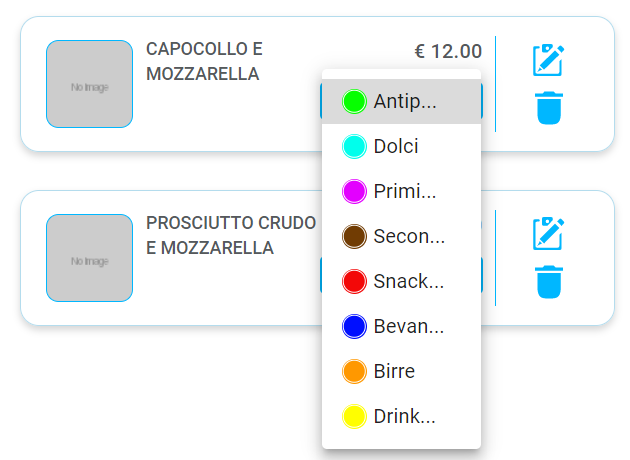 CAPOCOLLO E
MOZZARELLA
€ 12.00
No Image
Antip...
Dolci
Primi...
PROSCIUTTO CRUDO
E MOZZARELLA
No Image
Secon...
Snack...
Bevan...
Birre
Drink...